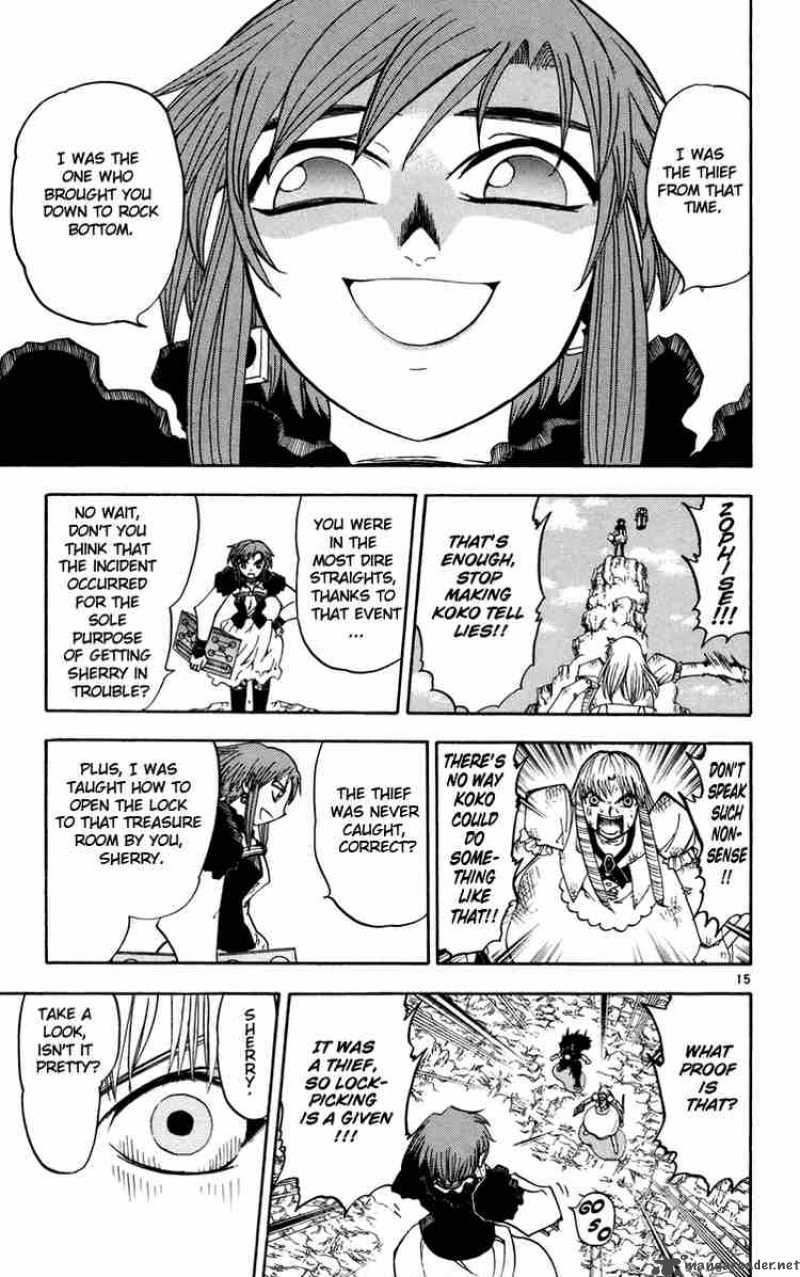 I WAS
THE THIEF
FROM THAT
TIME.
I WAS THE
ONE WHO
BROUGHT YOU
DOWN TO ROCK
BOTTOM.
ZOPHISE!!!
THAT'S
ENOUGH,
STOP
MAKING
KOKO TELL
LIES!!
YOU WERE
IN THE
MOST DIRE
STRAIGHTS,
THANKS TO
THAT EVENT
...
NO WAIT,
DON'T YOU
THINK THAT
THE INCIDENT
OCCURRED
FOR THE
SOLE
PURPOSE
OF GETTING
SHERRY IN
TROUBLE?
DON'T
SPEAK
SUCH
NON-
SENSE!!
THERE'S
NO WAY
KOKO
COULD
DO
SOME-
THING
LIKE
THAT!!
THE THIEF
WAS NEVER
CAUGHT,
CORRECT?
PLUS, I WAS
TAUGHT HOW TO
OPEN THE LOCK
TO THAT TREASURE
ROOM BY YOU,
SHERRY.
15
WHAT
PROOF
IS
THAT?
IT WAS
A THIEF,
SO LOCK-
PICKING
IS A GIVEN
!!!
GO
SO
SHERRY.
TAKE A
LOOK,
ISN'T IT
PRETTY?
mangareader.net